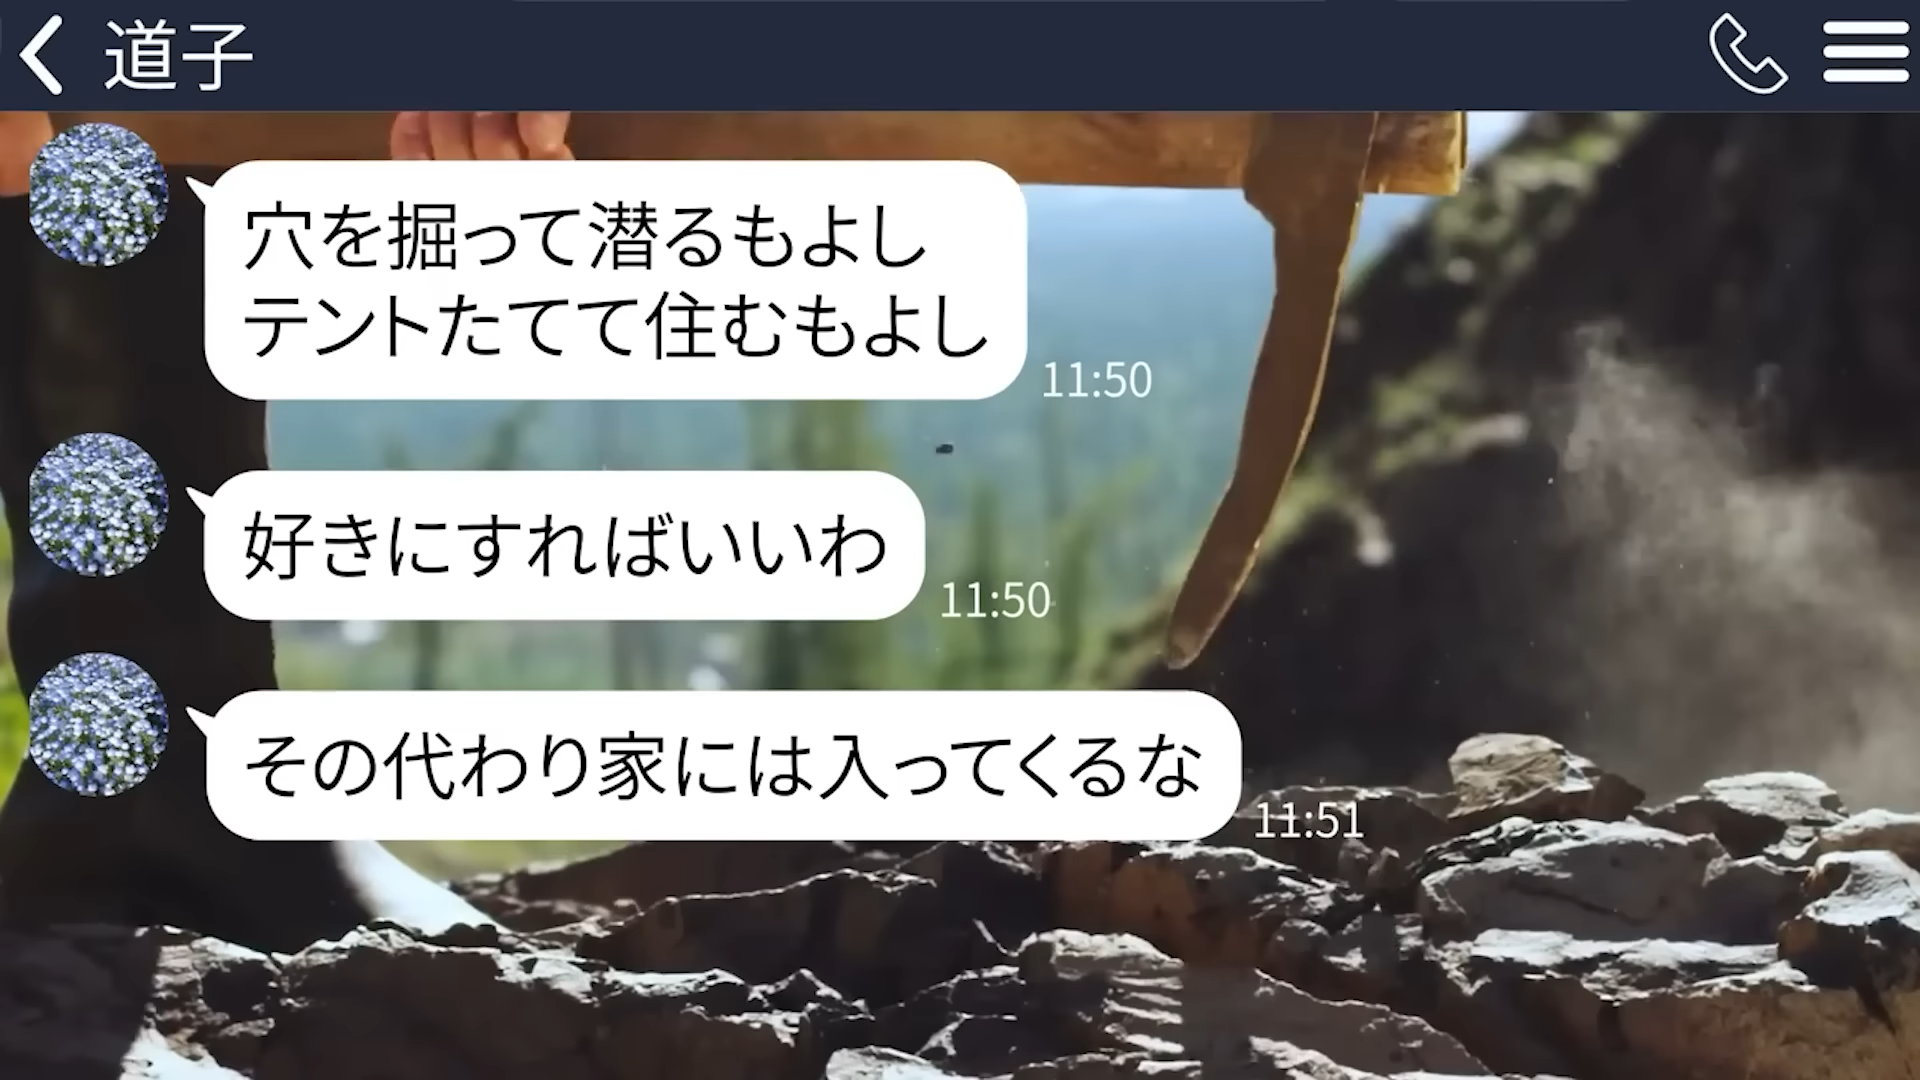 道子
穴を掘って潜るもよし
テントたてて住むもよし
11:50
好きにすればいいわ
11:50
その代わり家には入ってくるな
11:51